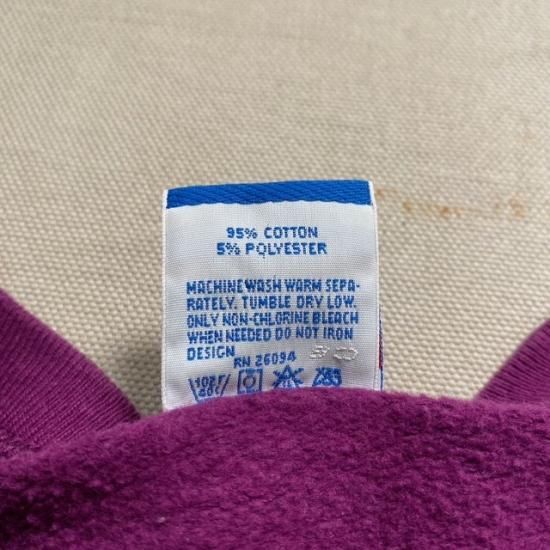 95% COTTON
5% POLYESTER
MACHINE WASH WARM SEPA-
RATELY. TUMBLE DRY LOW.
ONLY NON-CHLORINE BLEACH
WHEN NEEDED DO NOT IRON
DESIGN
RN 26094